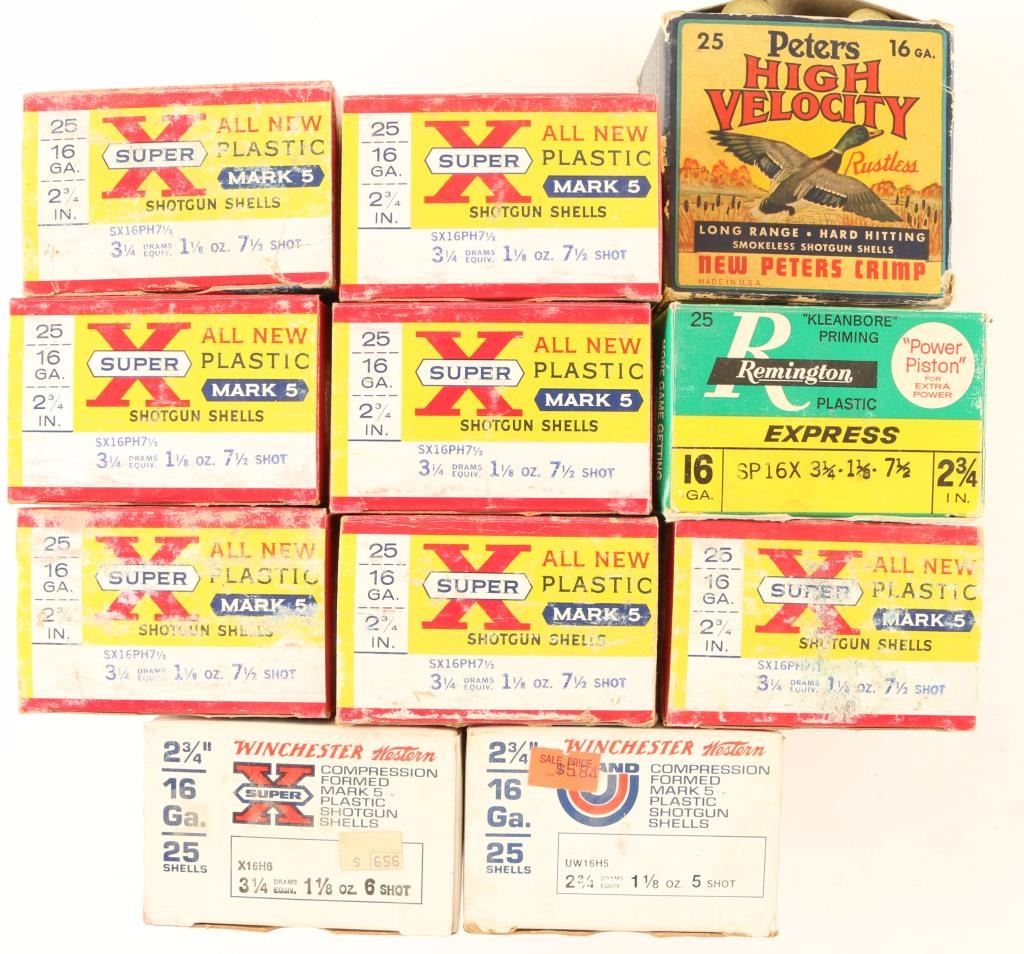 25
16 GA.
2¾ IN.
X
SUPER
ALL NEW
PLASTIC
MARK 5
SHOTGUN SHELLS
SX16PH7½
3¼ DRAMS EQUIV. 1⅛ OZ. 7½ SHOT
25
16 GA.
2¾ IN.
X
SUPER
ALL NEW
PLASTIC
MARK 5
SHOTGUN SHELLS
SX16PH7½
3¼ DRAMS EQUIV. 1⅛ OZ. 7½ SHOT
25
Peters
16 GA.
HIGH
VELOCITY
Rustless
LONG RANGE • HARD HITTING
SMOKELESS SHOTGUN SHELLS
NEW PETERS CRIMP
MADE IN U.S.A.
25
16 GA.
2¾ IN.
X
SUPER
ALL NEW
PLASTIC
MARK 5
SHOTGUN SHELLS
SX16PH7½
3¼ DRAMS EQUIV. 1⅛ OZ. 7½ SHOT
25
16 GA.
2¾ IN.
X
SUPER
ALL NEW
PLASTIC
MARK 5
SHOTGUN SHELLS
SX16PH7½
3¼ DRAMS EQUIV. 1⅛ OZ. 7½ SHOT
MORE GAME GETTING
25
R
"KLEANBORE"
PRIMING
Remington
PLASTIC
"Power
Piston"
FOR
EXTRA
POWER
EXPRESS
16 GA.
SP16X 3¼-1⅛-7½
2¾ IN.
25
16 GA.
2¾ IN.
X
SUPER
ALL NEW
PLASTIC
MARK 5
SHOTGUN SHELLS
SX16PH7½
3¼ DRAMS EQUIV. 1⅛ OZ. 7½ SHOT
25
16 GA.
2¾ IN.
X
SUPER
ALL NEW
PLASTIC
MARK 5
SHOTGUN SHELLS
SX16PH7½
3¼ DRAMS EQUIV. 1⅛ OZ. 7½ SHOT
25
16 GA.
2¾ IN.
X
SUPER
ALL NEW
PLASTIC
MARK 5
SHOTGUN SHELLS
SX16PH7½
3¼ DRAMS EQUIV. 1⅛ OZ. 7½ SHOT
2¾"
16
Ga.
25
SHELLS
WINCHESTER Western
X
SUPER
COMPRESSION
FORMED
MARK 5
PLASTIC
SHOTGUN
SHELLS
$ 656
X16H6
3¼ DRAMS EQUIV. 1⅛ OZ. 6 SHOT
2¾"
16
Ga.
25
SHELLS
WINCHESTER Western
SALE PRICE
$5.84
AND
COMPRESSION
FORMED
MARK 5
PLASTIC
SHOTGUN
SHELLS
UW16H5
2¾ DRAMS EQUIV. 1⅛ OZ. 5 SHOT